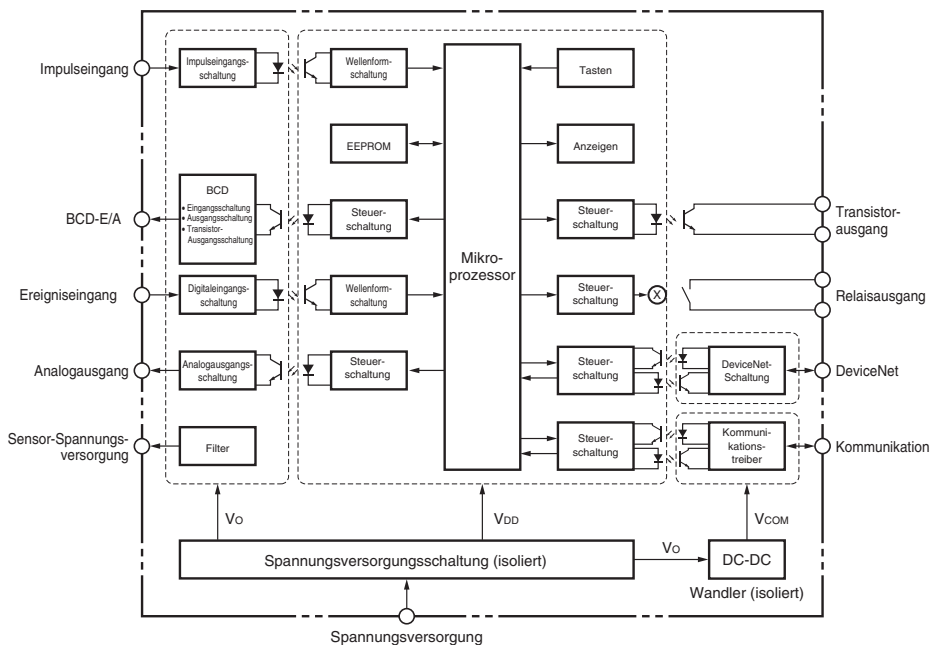 Impulseingang
Impulseingangs-
schaltung
Wellenform-
schaltung
Tasten
EEPROM
Anzeigen
BCD-E/A
BCD
• Eingangsschaltung
• Ausgangsschaltung
• Transistor-
Ausgangsschaltung
Steuer-
schaltung
Mikro-
prozessor
Steuer-
schaltung
Transistor-
ausgang
Ereigniseingang
Digitaleingangs-
schaltung
Wellenform-
schaltung
Steuer-
schaltung
X
Relaisausgang
Analogausgang
Analogausgangs-
schaltung
Steuer-
schaltung
Steuer-
schaltung
DeviceNet-
Schaltung
DeviceNet
Sensor-Spannungs-
versorgung
Filter
Steuer-
schaltung
Kommuni-
kations-
treiber
Kommunikation
VO
VDD
VCOM
Spannungsversorgungsschaltung (isoliert)
VO
DC-DC
Wandler (isoliert)
Spannungsversorgung